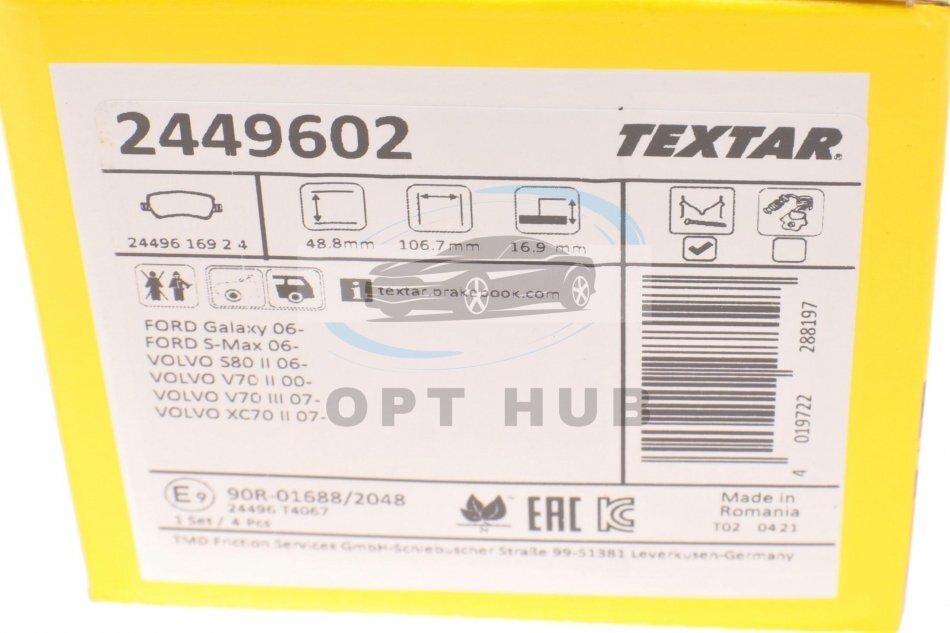 2449602
TEXTAR
24496 169 2 4
48.8mm 106.7mm 16.9 mm
i textar.brakebook.com
FORD Galaxy 06-
FORD S-Max 06-
VOLVO S80 II 06-
VOLVO V70 II 00-
VOLVO V70 III 07-
VOLVO XC70 II 07-
OPT HUB
4 019722 288197
E9 90R-01688/2048
24496 T4067
1 Set / 4 Pcs
EAC
Made in
Romania
T02 0421
TMD Friction Services GmbH-Schlebuscher Straße 99-51381 Leverkusen-Germany